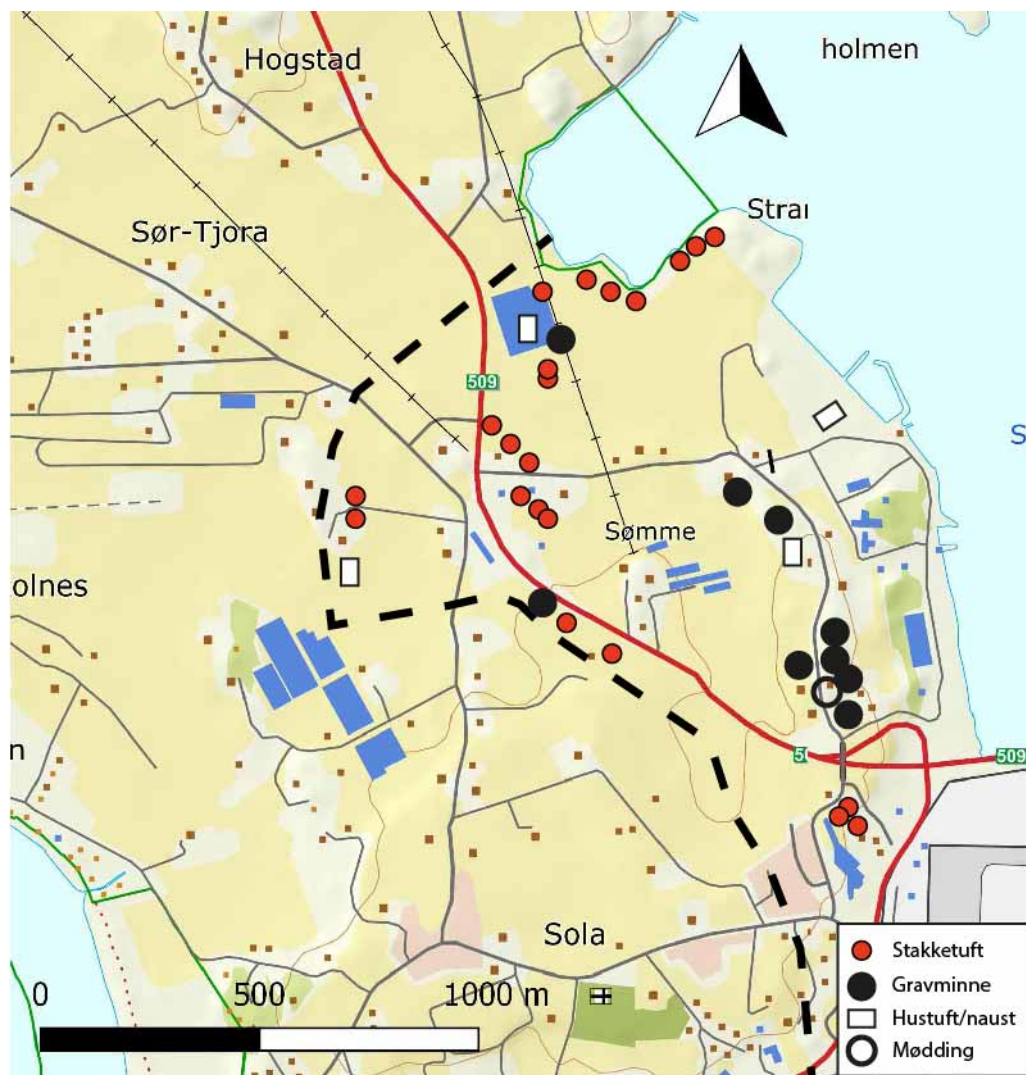 Hogstad
holmen
Strai
Sør-Tjora
509
S
Sømme
olnes
n
5(
509
Sola
0 500 1000 m
Stakketuft
Gravminne
Hustuft/naust
Mødding